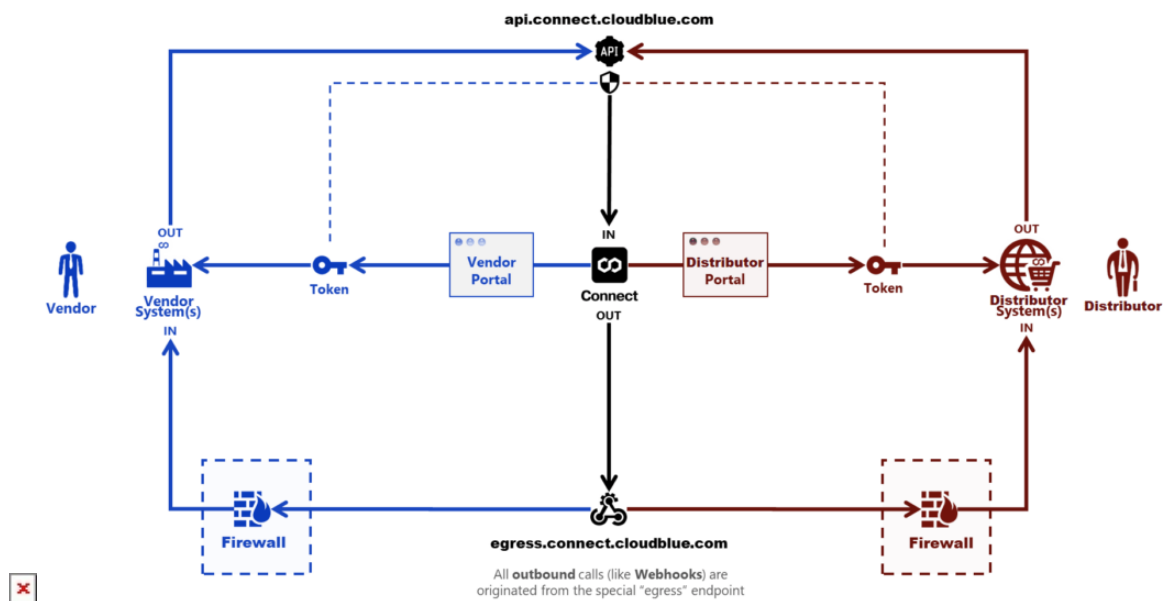 api.connect.cloudblue.com
API
OUT
IN
OUT
Vendor
Portal
Distributor
Portal
Vendor
Vendor
System(s)
Token
Connect
Token
Distributor
System(s)
Distributor
IN
OUT
IN
Firewall
Firewall
egress.connect.cloudblue.com
All outbound calls (like Webhooks) are
originated from the special "egress" endpoint